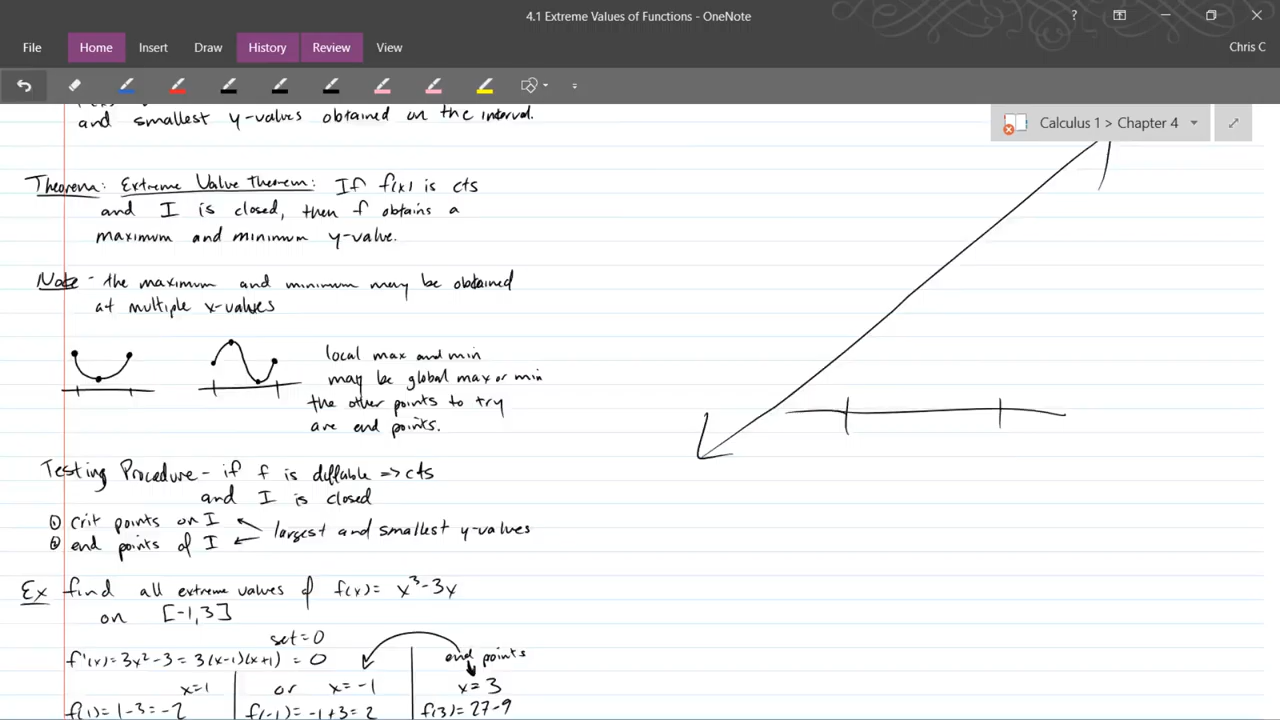 4.1 Extreme Values of Functions - OneNote
?
File Home Insert Draw History Review View
Chris C
Calculus 1 > Chapter 4
and smallest y-values obtained on the interval.
Theorem: Extreme Value Theorem: If f(x) is cts
and I is closed, then f obtains a
maximum and minimum y-value.
Note - the maximum and minimum may be obtained
at multiple x-values
local max and min
may be global max or min
the other points to try
are end points.
Testing Procedure - if f is diffable => cts
and I is closed
① crit points on I
② end points of I
largest and smallest y-values
Ex find all extreme values of f(x) = x³-3x
on [-1,3]
set = 0
f'(x) = 3x²-3 = 3(x-1)(x+1) = 0
end points
x=1 or x=-1 x=3
f(1) = 1-3 = -2 f(-1) = -1+3 = 2 f(3) = 27-9